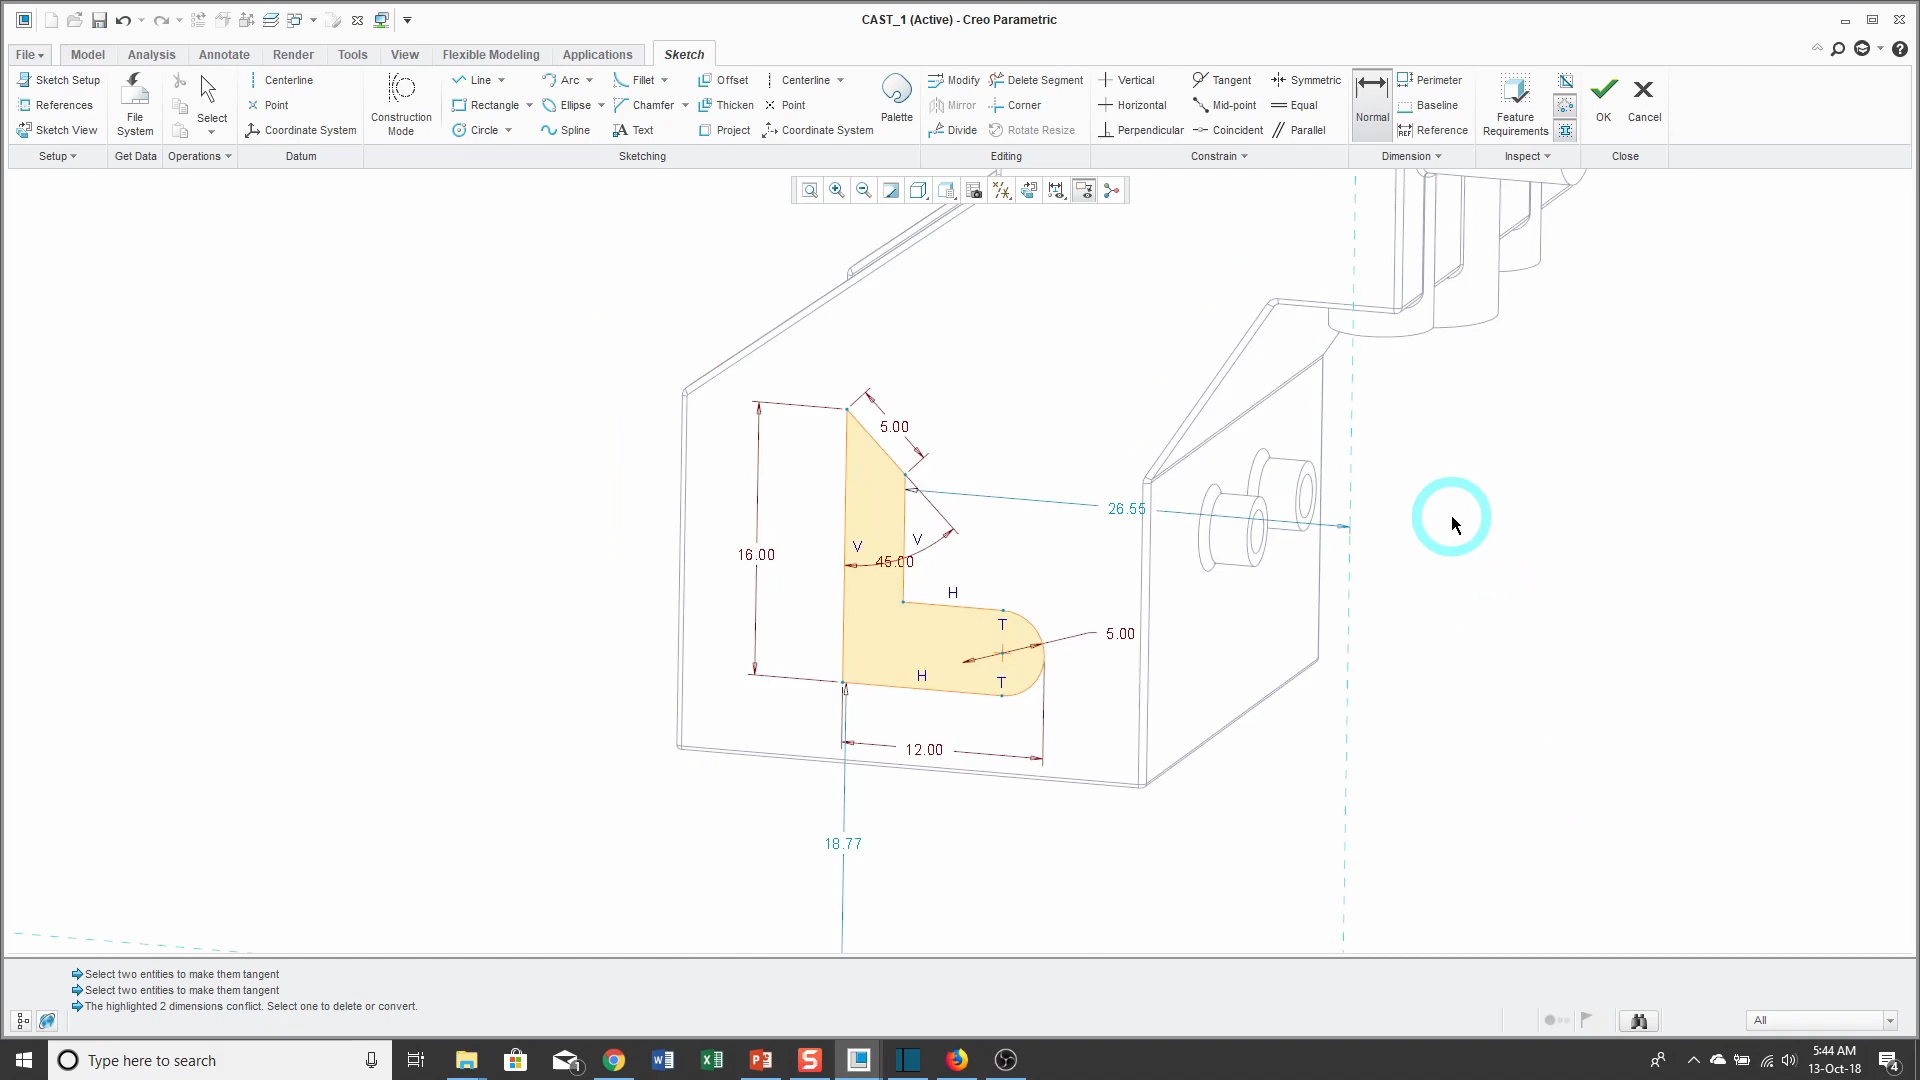 CAST_1 (Active) - Creo Parametric
File Model Analysis Annotate Render Tools View Flexible Modeling Applications Sketch
Sketch Setup
References
Sketch View
Setup
File System
Get Data
Select
Operations
Centerline
Point
Coordinate System
Datum
Construction Mode
Line Arc Fillet Offset Centerline
Rectangle Ellipse Chamfer Thicken Point
Circle Spline Text Project Coordinate System
Palette
Sketching
Modify Delete Segment
Mirror Corner
Divide Rotate Resize
Editing
Vertical Tangent Symmetric
Horizontal Mid-point Equal
Perpendicular Coincident Parallel
Constrain
Normal
Perimeter
Baseline
REF Reference
Dimension
Feature Requirements
Inspect
OK
Cancel
Close
5.00
26.55
V
V
16.00
45.00
H
T
5.00
H
T
12.00
18.77
Select two entities to make them tangent
Select two entities to make them tangent
The highlighted 2 dimensions conflict. Select one to delete or convert.
All
Type here to search
1
5:44 AM
13-Oct-18
4